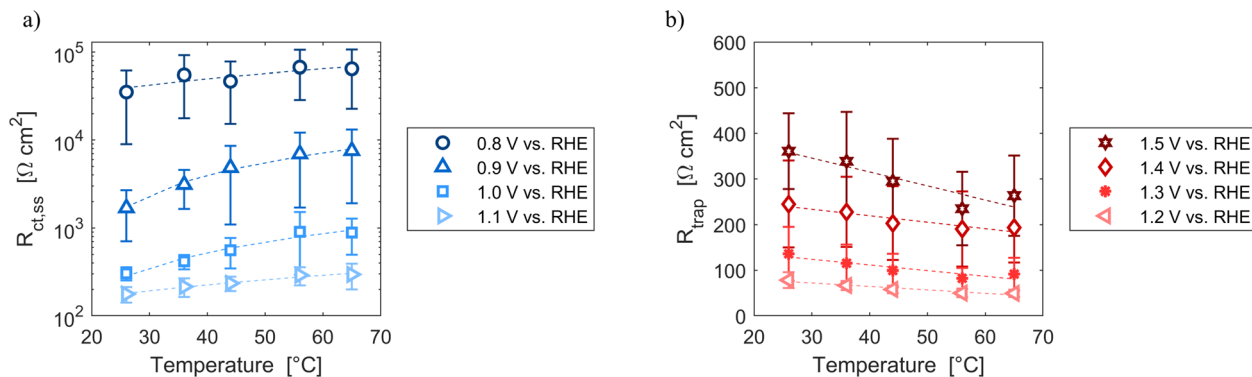 a)
10^5
10^4
10^3
10^2
R_ct,ss [Ω cm^2]
20 30 40 50 60 70
Temperature [°C]
0.8 V vs. RHE
0.9 V vs. RHE
1.0 V vs. RHE
1.1 V vs. RHE
b)
600
500
400
300
200
100
0
R_trap [Ω cm^2]
20 30 40 50 60 70
Temperature [°C]
1.5 V vs. RHE
1.4 V vs. RHE
1.3 V vs. RHE
1.2 V vs. RHE